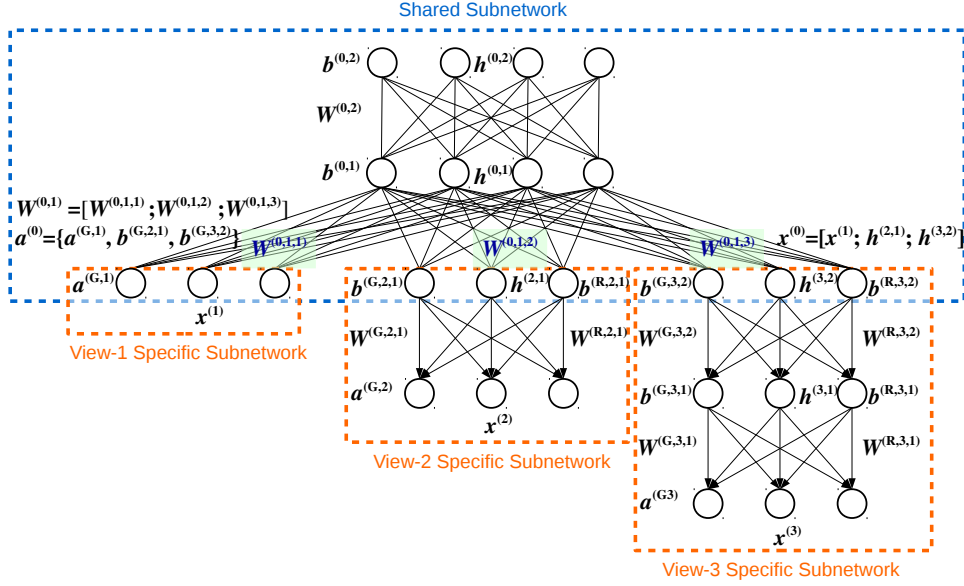 Shared Subnetwork
b^(0,2) h^(0,2)
W^(0,2)
b^(0,1) h^(0,1)
W^(0,1) =[W^(0,1,1) ;W^(0,1,2) ;W^(0,1,3)]
a^(0)={a^(G,1), b^(G,2,1), b^(G,3,2)}
W^(0,1,1) W^(0,1,2) W^(0,1,3) x^(0)=[x^(1); h^(2,1); h^(3,2)}
a^(G,1) b^(G,2,1) h^(2,1) b^(R,2,1) b^(G,3,2) h^(3,2) b^(R,3,2)
x^(1)
View-1 Specific Subnetwork
W^(G,2,1) W^(R,2,1) W^(G,3,2) W^(R,3,2)
a^(G,2) b^(G,3,1) h^(3,1) b^(R,3,1)
x^(2)
View-2 Specific Subnetwork
W^(G,3,1) W^(R,3,1)
a^(G3)
x^(3)
View-3 Specific Subnetwork